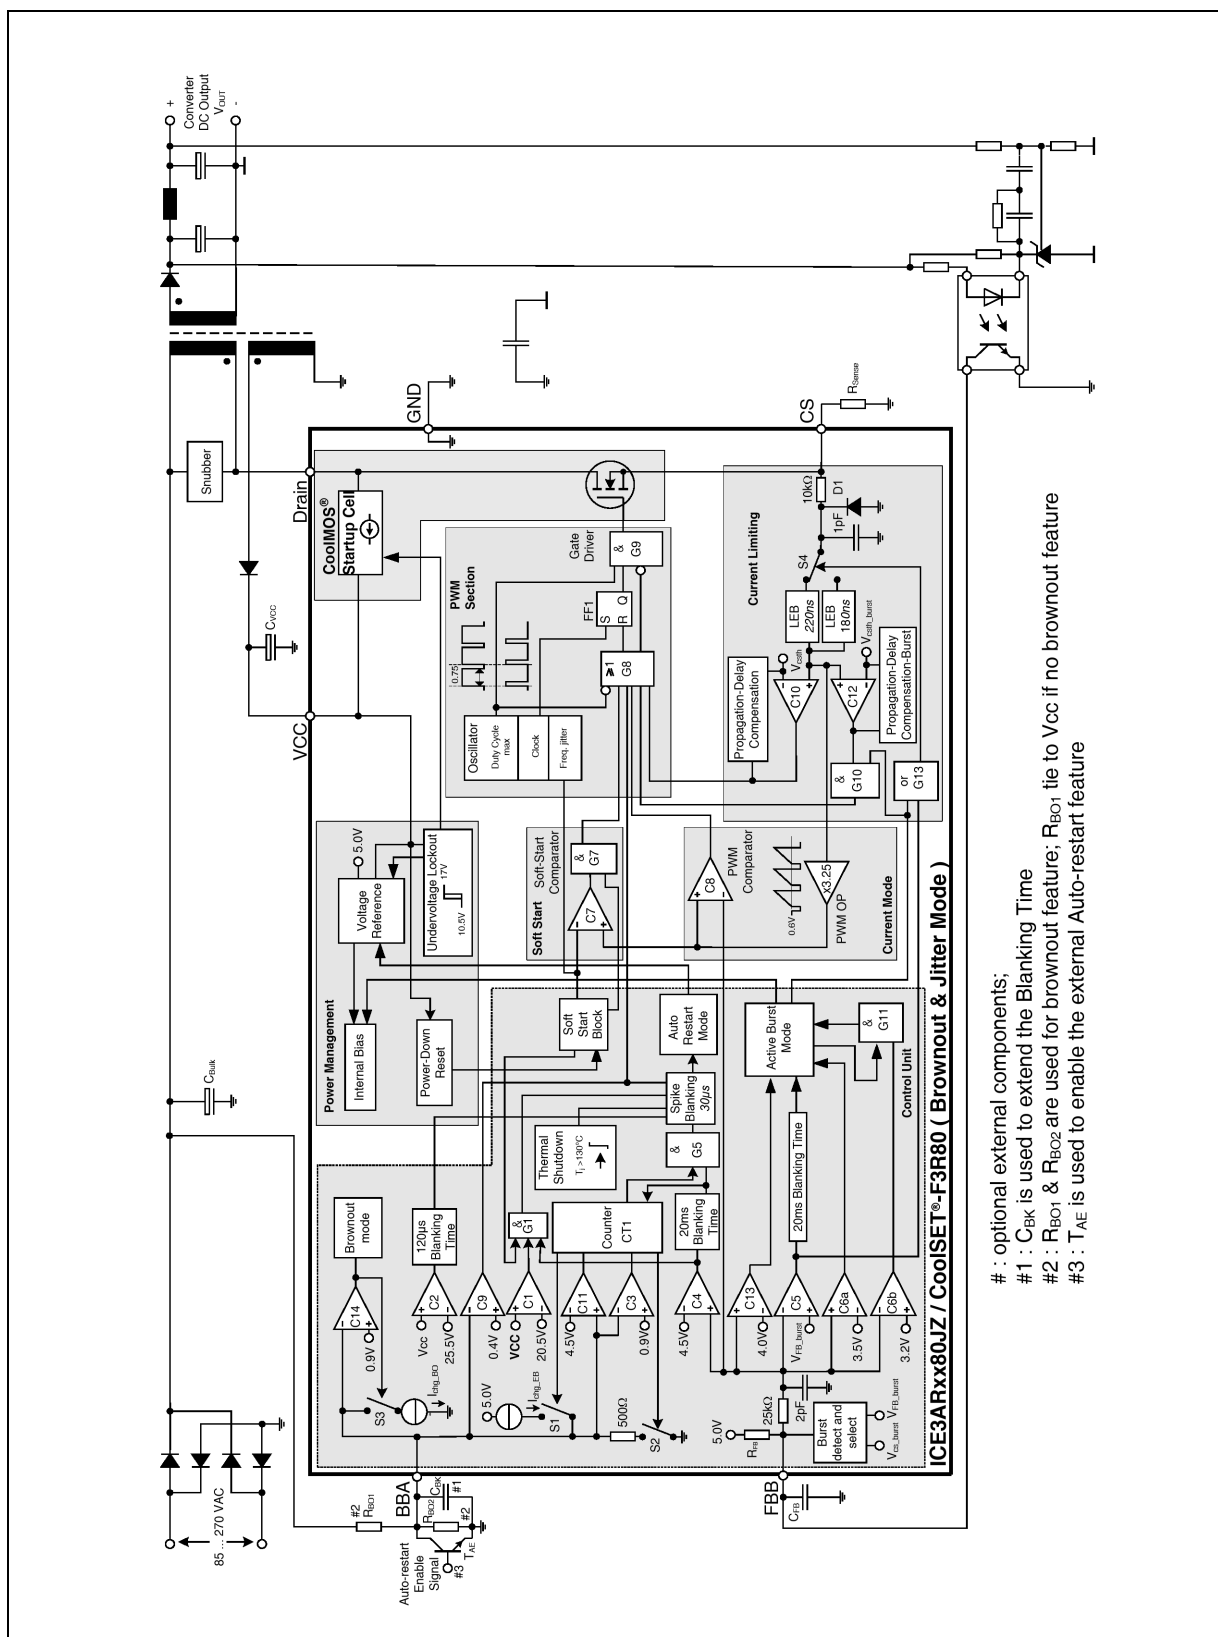 +
Converter
DC Output
VOUT
-
Snubber
85 ... 270 VAC
CBulk
CVCC
#2
RBO1
RBO2
CBK
#1
#2
TAE
#3
Auto-restart
Enable
Signal
BBA
FBB
CFB
VCC
Drain
GND
CS
RSense
CoolMOS®
Startup Cell
Power Management
Internal Bias
Voltage
Reference
5.0V
Undervoltage Lockout
17V
10.5V
Power-Down
Reset
PWM
Section
0.75
Oscillator
Duty Cycle
max
Clock
Freq. jitter
Gate
Driver
&
G9
FF1
S
R
Q
≥1
G8
Soft-Start
Comparator
&
G7
C7
Soft Start
Soft
Start
Block
PWM
Comparator
C8
0.6V
x3.25
PWM OP
Current Mode
Current Limiting
10kΩ
D1
1pF
S4
LEB
220ns
LEB
180ns
Vcsth
Vcsth_burst
Propagation-Delay
Compensation
C10
C12
Propagation-Delay
Compensation-Burst
&
G10
or
G13
Brownout
mode
C14
0.9V
S3
Ichg_BO
120µs
Blanking
Time
C2
Vcc
25.5V
C9
0.4V
&
G1
C1
VCC
20.5V
5.0V
Ichg_EB
S1
C11
4.5V
Counter
CT1
C3
0.9V
500Ω
S2
Thermal
Shutdown
Tj >130°C
Spike
Blanking
30µs
&
G5
Auto
Restart
Mode
20ms
Blanking
Time
C4
4.5V
C13
4.0V
C5
VFB_burst
20ms Blanking Time
Active Burst
Mode
C6a
3.5V
C6b
3.2V
&
G11
Control Unit
5.0V
RFB
25kΩ
2pF
Burst
detect and
select
VFB_burst
Vcs_burst
ICE3ARxx80JZ / CoolSET®-F3R80 ( Brownout & Jitter Mode )
# : optional external components;
#1 : CBK is used to extend the Blanking Time
#2 : RBO1 & RBO2 are used for brownout feature; RBO1 tie to Vcc if no brownout feature
#3 : TAE is used to enable the external Auto-restart feature